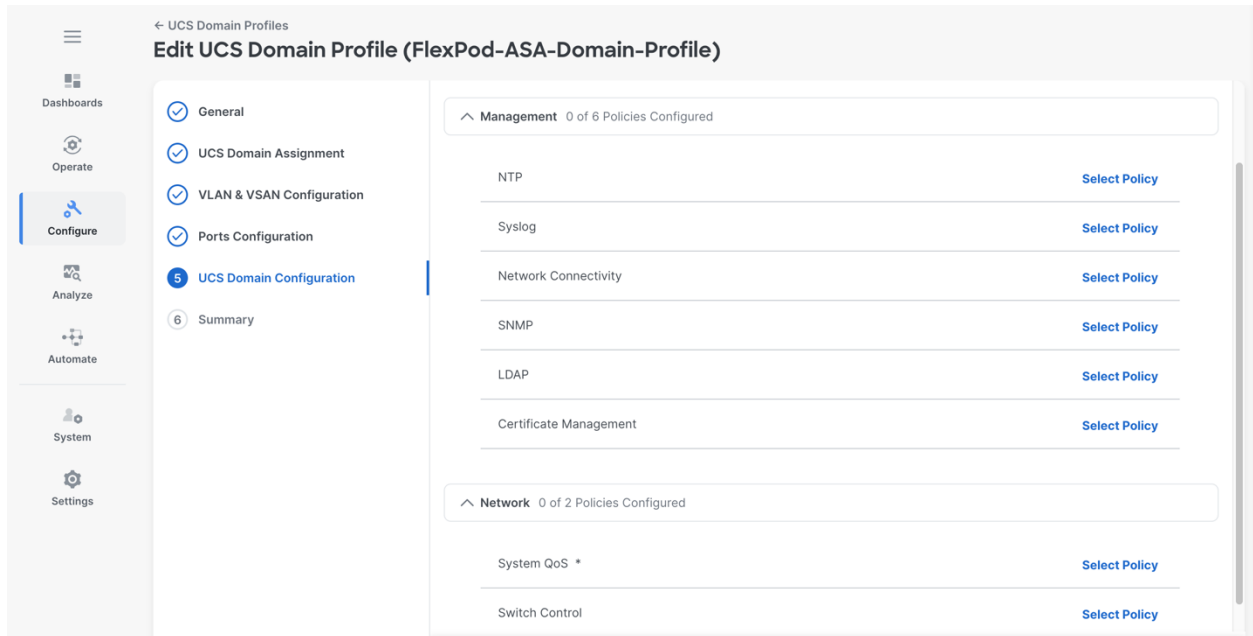 ← UCS Domain Profiles
Edit UCS Domain Profile (FlexPod-ASA-Domain-Profile)
Dashboards
Operate
Configure
Analyze
Automate
System
Settings
General
UCS Domain Assignment
VLAN & VSAN Configuration
Ports Configuration
5 UCS Domain Configuration
6 Summary
Management 0 of 6 Policies Configured
NTP Select Policy
Syslog Select Policy
Network Connectivity Select Policy
SNMP Select Policy
LDAP Select Policy
Certificate Management Select Policy
Network 0 of 2 Policies Configured
System QoS * Select Policy
Switch Control Select Policy